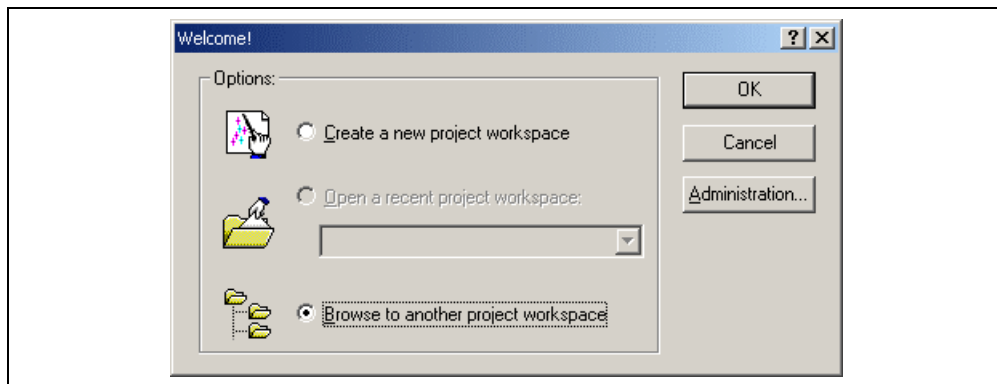 Welcome!
Options:
Create a new project workspace
Open a recent project workspace:
Browse to another project workspace
OK
Cancel
Administration...